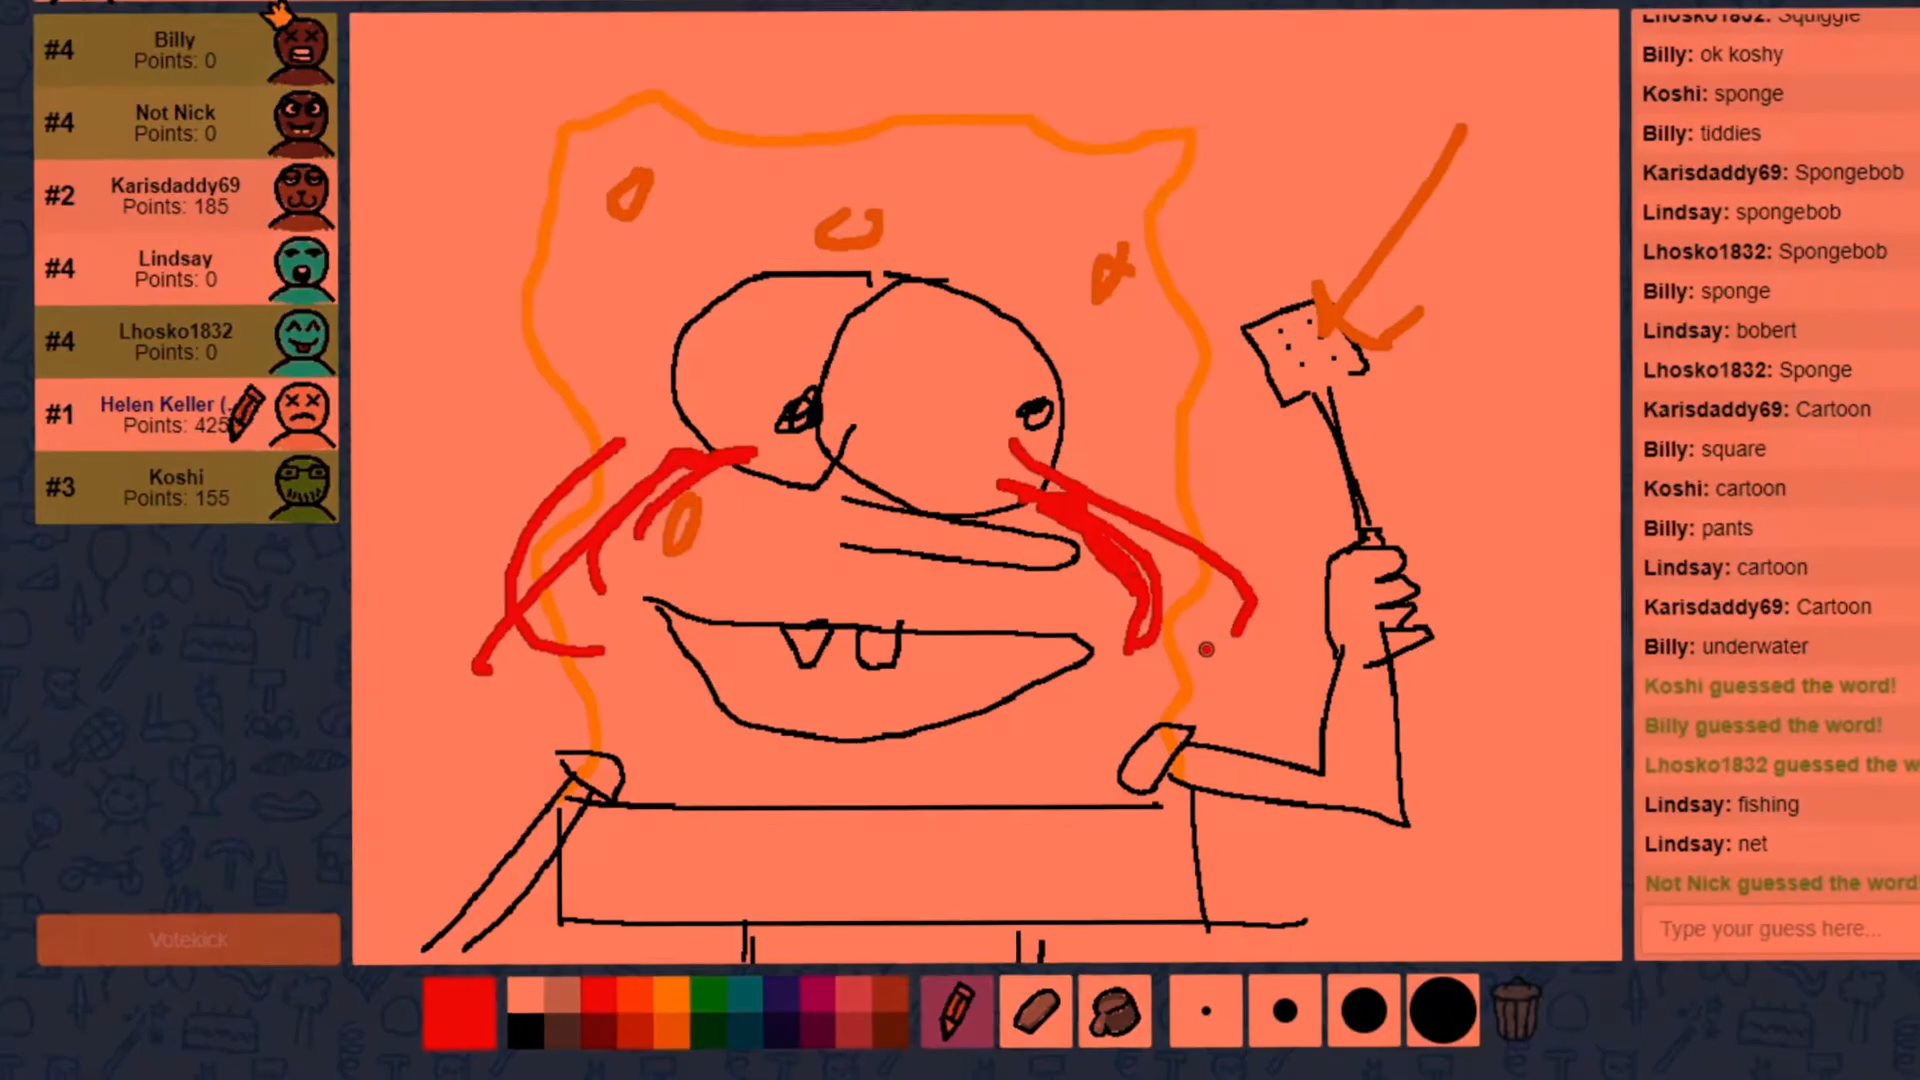 #4
Billy
Points: 0
#4
Not Nick
Points: 0
#2
Karisdaddy69
Points: 185
#4
Lindsay
Points: 0
#4
Lhosko1832
Points: 0
#1
Helen Keller (
Points: 425
#3
Koshi
Points: 155
Votekick
Lhosko1832: Squiggle
Billy: ok koshy
Koshi: sponge
Billy: tiddies
Karisdaddy69: Spongebob
Lindsay: spongebob
Lhosko1832: Spongebob
Billy: sponge
Lindsay: bobert
Lhosko1832: Sponge
Karisdaddy69: Cartoon
Billy: square
Koshi: cartoon
Billy: pants
Lindsay: cartoon
Karisdaddy69: Cartoon
Billy: underwater
Koshi guessed the word!
Billy guessed the word!
Lhosko1832 guessed the w
Lindsay: fishing
Lindsay: net
Not Nick guessed the word!
Type your guess here...